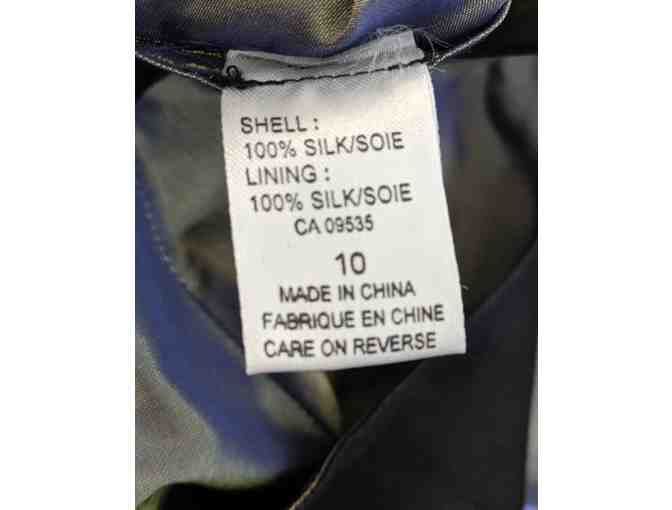 SHELL :
100% SILK/SOIE
LINING :
100% SILK/SOIE
CA 09535
10
MADE IN CHINA
FABRIQUE EN CHINE
CARE ON REVERSE